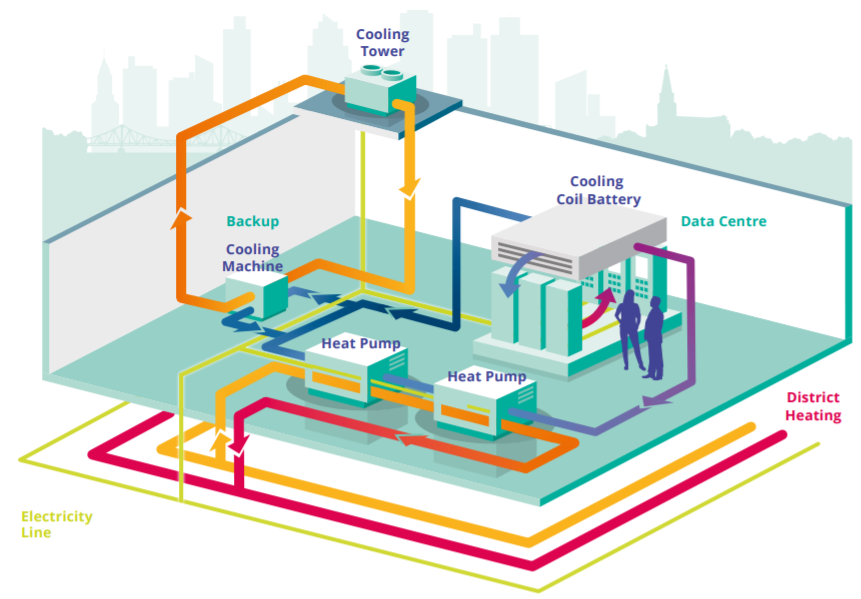 Cooling
Tower
Cooling
Coil Battery
Backup
Data Centre
Cooling
Machine
Heat Pump
Heat Pump
District
Heating
Electricity
Line